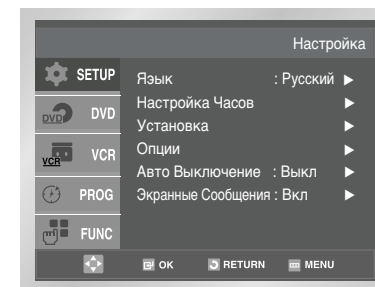 Настройка
SETUP
DVD DVD
VCR VCR
PROG
FUNC
Яэык : Русский ►
Настройка Часов ►
Установка ►
Опции ►
Авто Выключение : Выкл ►
Экранные Сообщения : Вкл ►
OK RETURN MENU